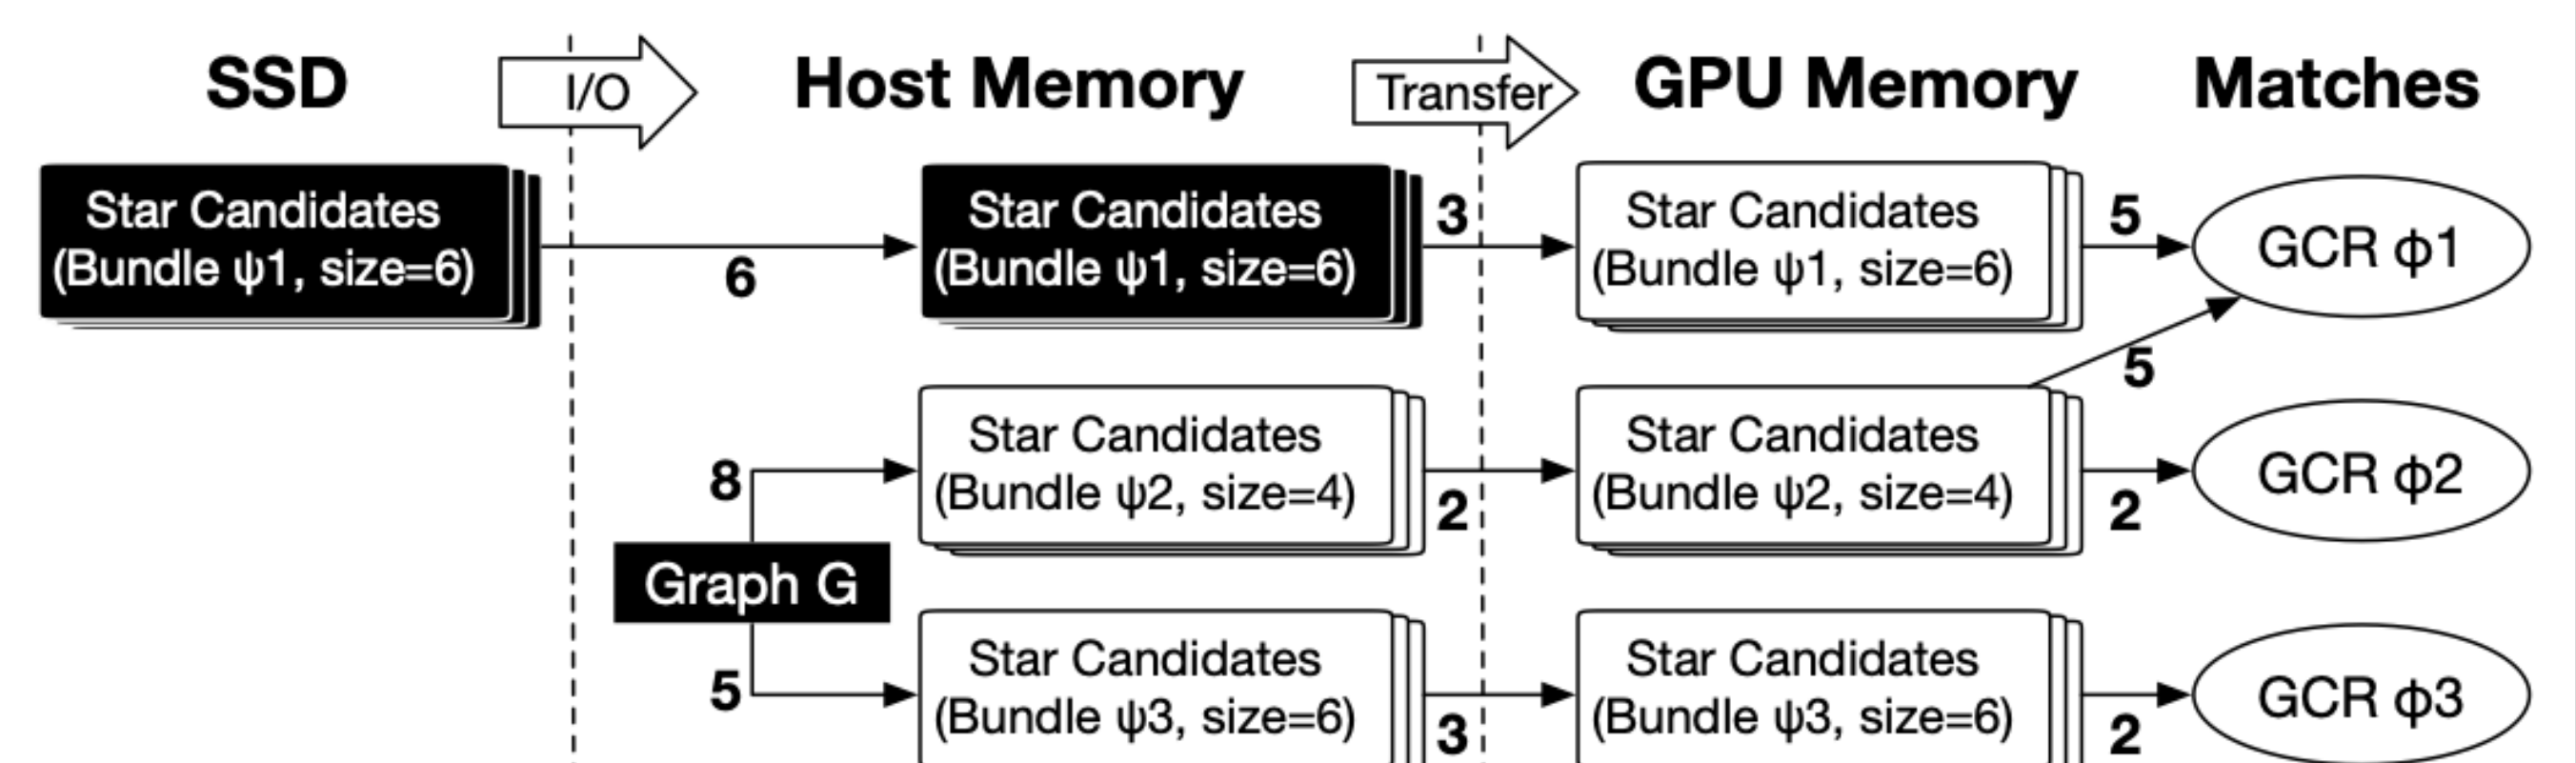 SSD
I/O
Host Memory
Transfer
GPU Memory
Matches
Star Candidates
(Bundle ψ1, size=6)
6
Star Candidates
(Bundle ψ1, size=6)
3
Star Candidates
(Bundle ψ1, size=6)
5
GCR ϕ1
5
8
Star Candidates
(Bundle ψ2, size=4)
2
Star Candidates
(Bundle ψ2, size=4)
2
GCR ϕ2
Graph G
5
Star Candidates
(Bundle ψ3, size=6)
3
Star Candidates
(Bundle ψ3, size=6)
2
GCR ϕ3